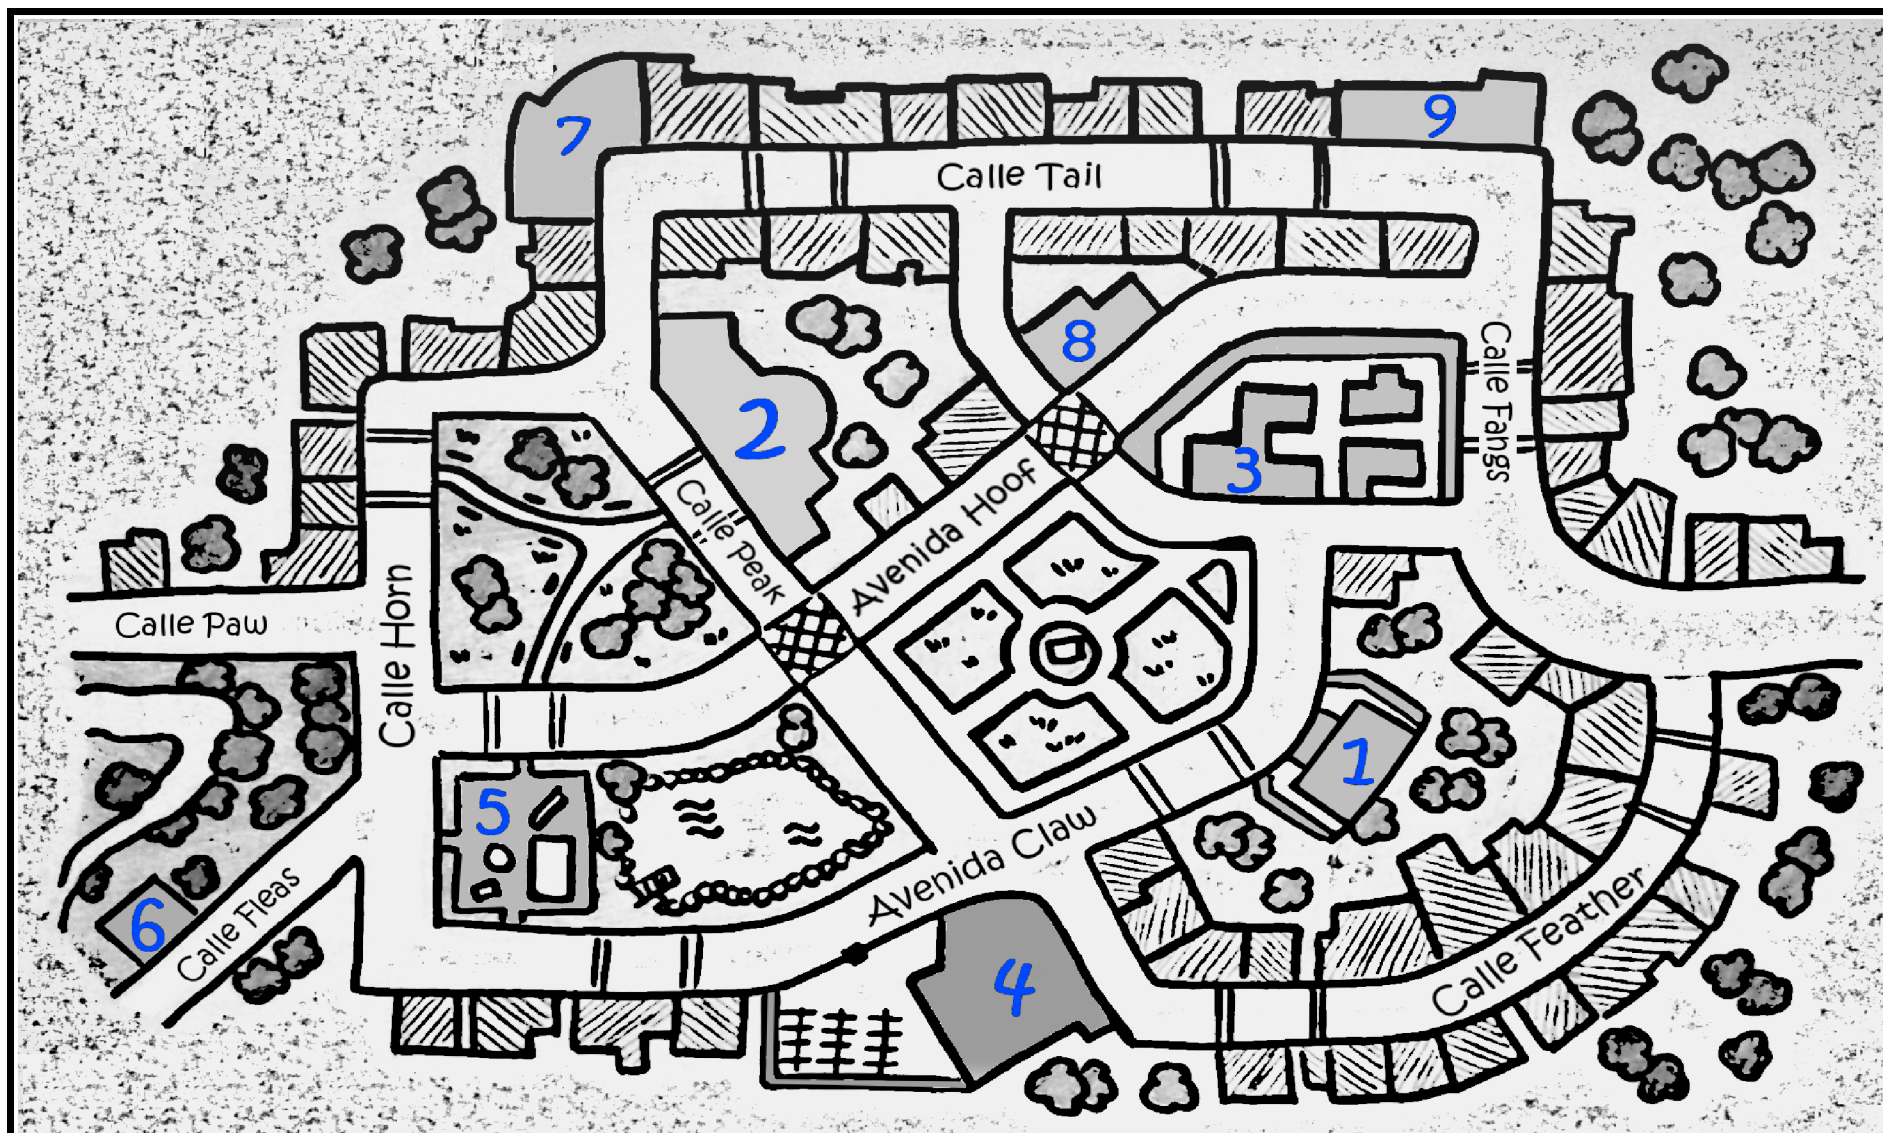 7
9
Calle Tail
8
2
3
Calle Fangs
Calle Peak
Avenida Hoof
Calle Paw
Calle Horn
1
5
Avenida Claw
6
Calle Fleas
4
Calle Feather